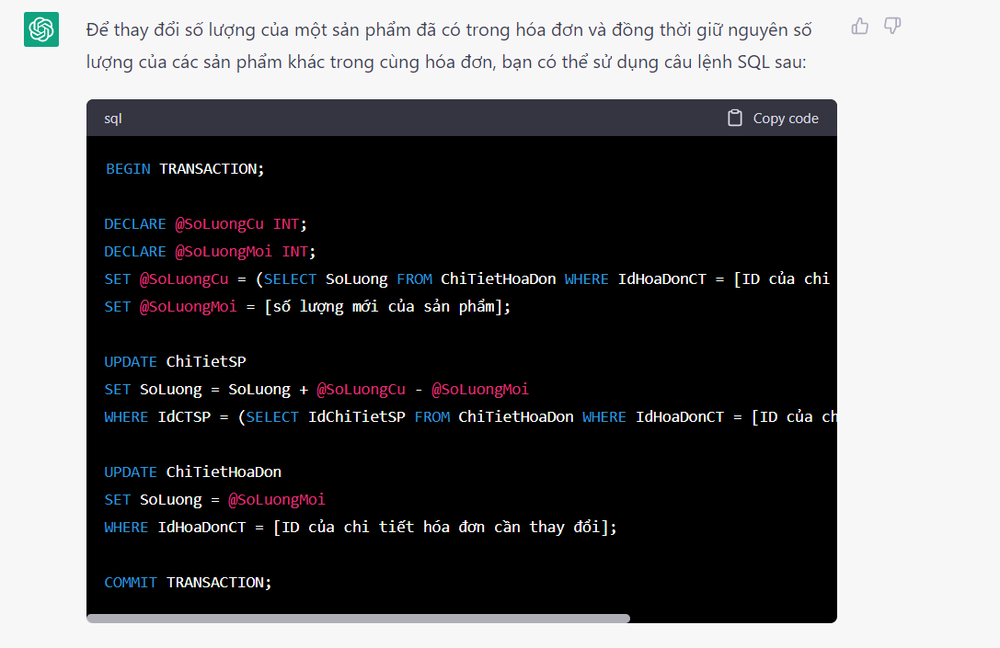 Để thay đổi số lượng của một sản phẩm đã có trong hóa đơn và đồng thời giữ nguyên số
lượng của các sản phẩm khác trong cùng hóa đơn, bạn có thể sử dụng câu lệnh SQL sau:
sql Copy code
BEGIN TRANSACTION;
DECLARE @SoLuongCu INT;
DECLARE @SoLuongMoi INT;
SET @SoLuongCu = (SELECT SoLuong FROM ChiTietHoaDon WHERE IdHoaDonCT = [ID của chi
SET @SoLuongMoi = [số lượng mới của sản phẩm];
UPDATE ChiTietSP
SET SoLuong = SoLuong + @SoLuongCu - @SoLuongMoi
WHERE IdCTSP = (SELECT IdChiTietSP FROM ChiTietHoaDon WHERE IdHoaDonCT = [ID của ch
UPDATE ChiTietHoaDon
SET SoLuong = @SoLuongMoi
WHERE IdHoaDonCT = [ID của chi tiết hóa đơn cần thay đổi];
COMMIT TRANSACTION;